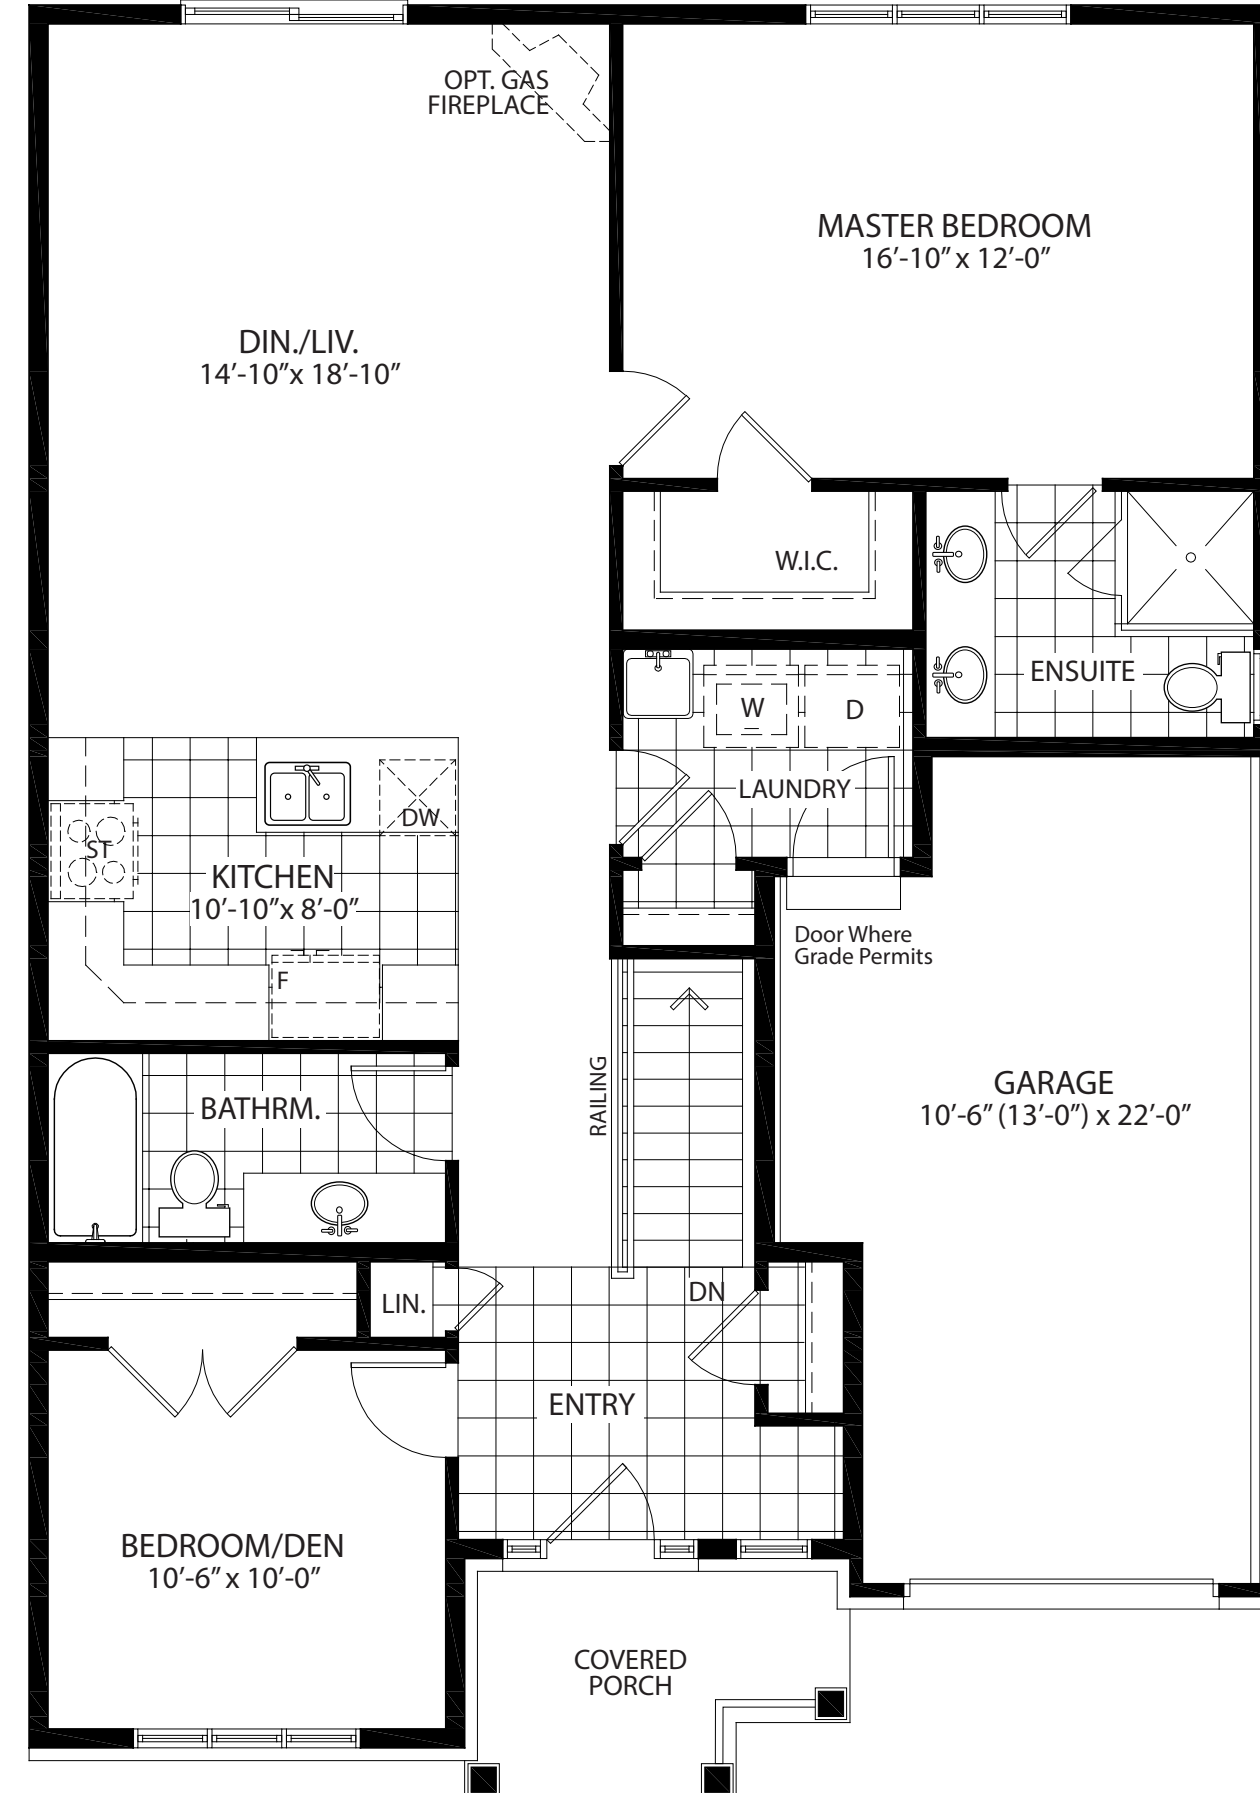 OPT. GAS
FIREPLACE
MASTER BEDROOM
16'-10" x 12'-0"
DIN./LIV.
14'-10"x 18'-10"
W.I.C.
ENSUITE
W
D
LAUNDRY
DW
ST
KITCHEN
10'-10"x 8'-0"
F
Door Where
Grade Permits
RAILING
GARAGE
10'-6" (13'-0") x 22'-0"
BATHRM.
LIN.
DN
ENTRY
BEDROOM/DEN
10'-6" x 10'-0"
COVERED
PORCH